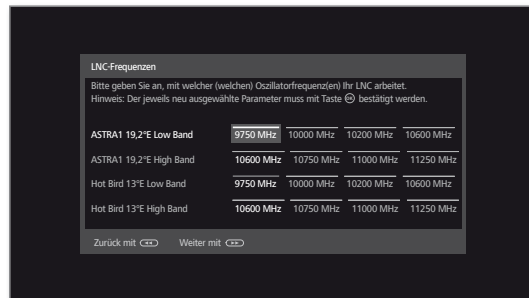 LNC-Frequenzen
Bitte geben Sie an, mit welcher (welchen) Oszillatorfrequenz(en) Ihr LNC arbeitet.
Hinweis: Der jeweils neu ausgewählte Parameter muss mit Taste OK bestätigt werden.
ASTRA1 19,2°E Low Band 9750 MHz 10000 MHz 10200 MHz 10600 MHz
ASTRA1 19,2°E High Band 10600 MHz 10750 MHz 11000 MHz 11250 MHz
Hot Bird 13°E Low Band 9750 MHz 10000 MHz 10200 MHz 10600 MHz
Hot Bird 13°E High Band 10600 MHz 10750 MHz 11000 MHz 11250 MHz
Zurück mit Weiter mit